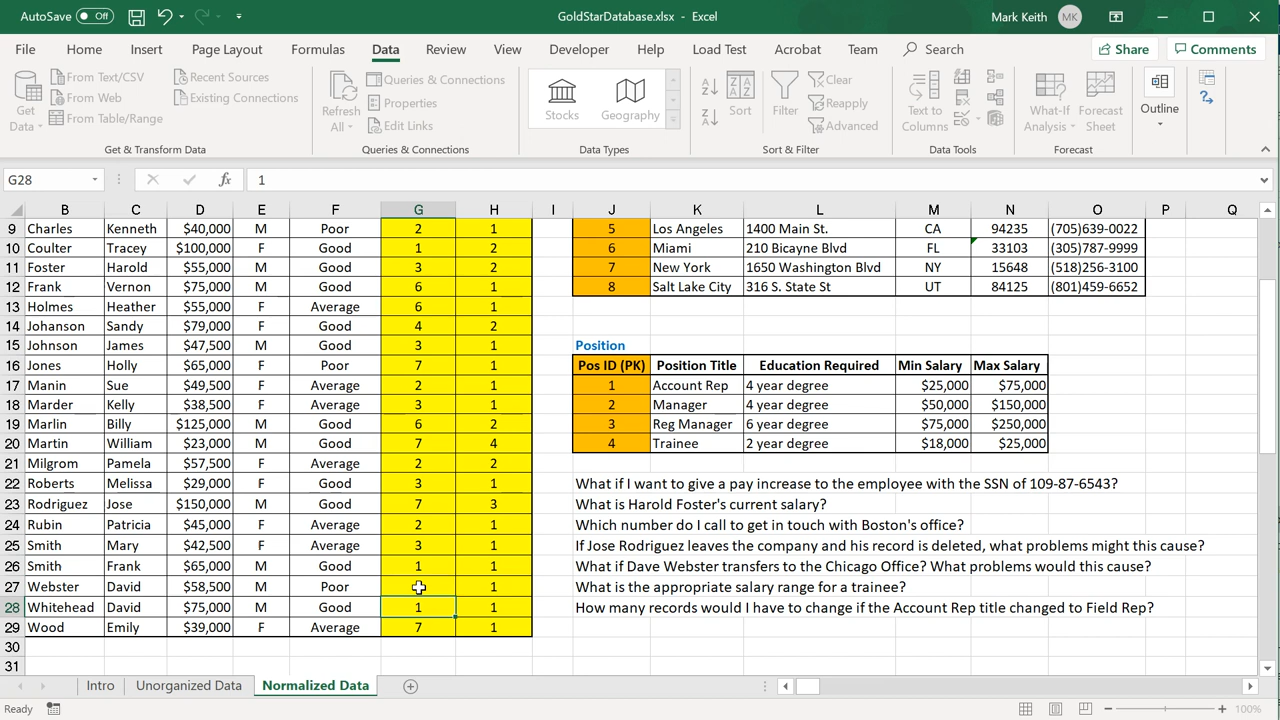 AutoSave Off GoldStarDatabase.xlsx - Excel Mark Keith MK
File Home Insert Page Layout Formulas Data Review View Developer Help Load Test Acrobat Team Search Share Comments
Get Data From Text/CSV From Web From Table/Range Recent Sources Existing Connections
Refresh All Queries & Connections Properties Edit Links
Stocks Geography
Sort Filter Clear Reapply Advanced
Text to Columns What-If Analysis Forecast Sheet Outline
Get & Transform Data Queries & Connections Data Types Sort & Filter Data Tools Forecast
G28 fx 1
B C D E F G H I J K L M N O P Q
9 Charles Kenneth $40,000 M Poor 2 1 5 Los Angeles 1400 Main St. CA 94235 (705)639-0022
10 Coulter Tracey $100,000 F Good 1 2 6 Miami 210 Bicayne Blvd FL 33103 (305)787-9999
11 Foster Harold $55,000 M Good 3 2 7 New York 1650 Washington Blvd NY 15648 (518)256-3100
12 Frank Vernon $75,000 M Good 6 1 8 Salt Lake City 316 S. State St UT 84125 (801)459-6652
13 Holmes Heather $55,000 F Average 6 1
14 Johanson Sandy $79,000 F Good 4 2
15 Johnson James $47,500 M Good 3 1 Position
16 Jones Holly $65,000 F Poor 7 1 Pos ID (PK) Position Title Education Required Min Salary Max Salary
17 Manin Sue $49,500 F Average 2 1 1 Account Rep 4 year degree $25,000 $75,000
18 Marder Kelly $38,500 F Average 3 1 2 Manager 4 year degree $50,000 $150,000
19 Marlin Billy $125,000 M Good 6 2 3 Reg Manager 6 year degree $75,000 $250,000
20 Martin William $23,000 M Good 7 4 4 Trainee 2 year degree $18,000 $25,000
21 Milgrom Pamela $57,500 F Average 2 2
22 Roberts Melissa $29,000 F Good 3 1 What if I want to give a pay increase to the employee with the SSN of 109-87-6543?
23 Rodriguez Jose $150,000 M Good 7 3 What is Harold Foster's current salary?
24 Rubin Patricia $45,000 F Average 2 1 Which number do I call to get in touch with Boston's office?
25 Smith Mary $42,500 F Average 3 1 If Jose Rodriguez leaves the company and his record is deleted, what problems might this cause?
26 Smith Frank $65,000 M Good 1 1 What if Dave Webster transfers to the Chicago Office? What problems would this cause?
27 Webster David $58,500 M Poor 1 What is the appropriate salary range for a trainee?
28 Whitehead David $75,000 M Good 1 1 How many records would I have to change if the Account Rep title changed to Field Rep?
29 Wood Emily $39,000 F Average 7 1
30
31
Intro Unorganized Data Normalized Data
Ready 100%